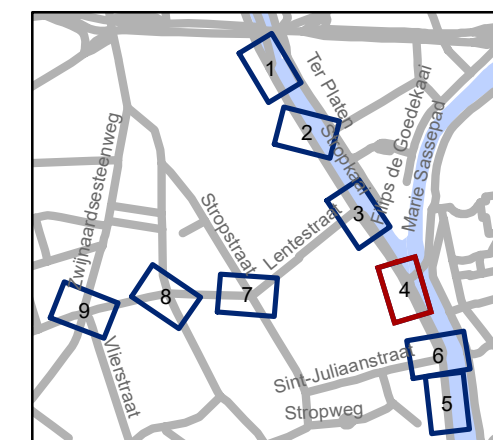 1
Ter Platen
2
Stropkaai
Filips de Goedekaai
Marie Sassepad
Zwijnaardsesteenweg
Stropstraat
Lentestraat
3
4
7
8
9
Vlierstraat
Sint-Juliaanstraat
6
Stropweg
5